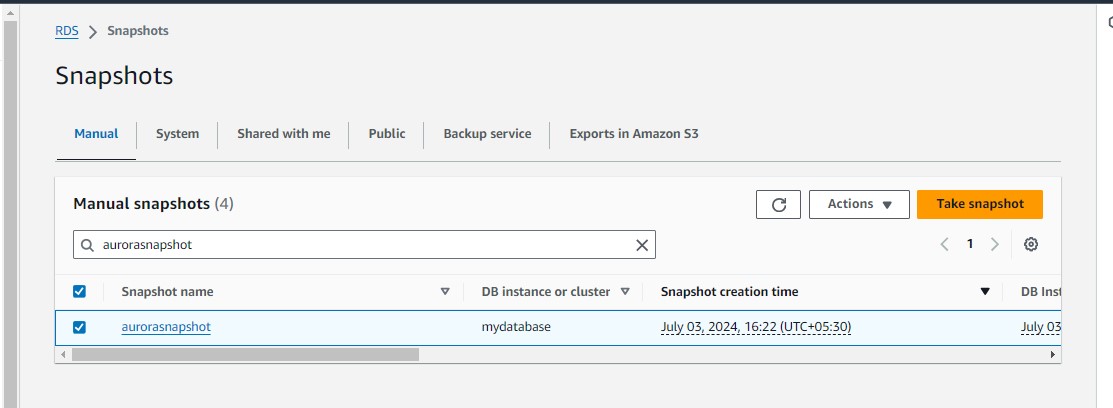 RDS > Snapshots
Snapshots
Manual System Shared with me Public Backup service Exports in Amazon S3
Manual snapshots (4) Actions Take snapshot
aurorasnapshot 1
Snapshot name DB instance or cluster Snapshot creation time DB Inst
aurorasnapshot mydatabase July 03, 2024, 16:22 (UTC+05:30) July 03